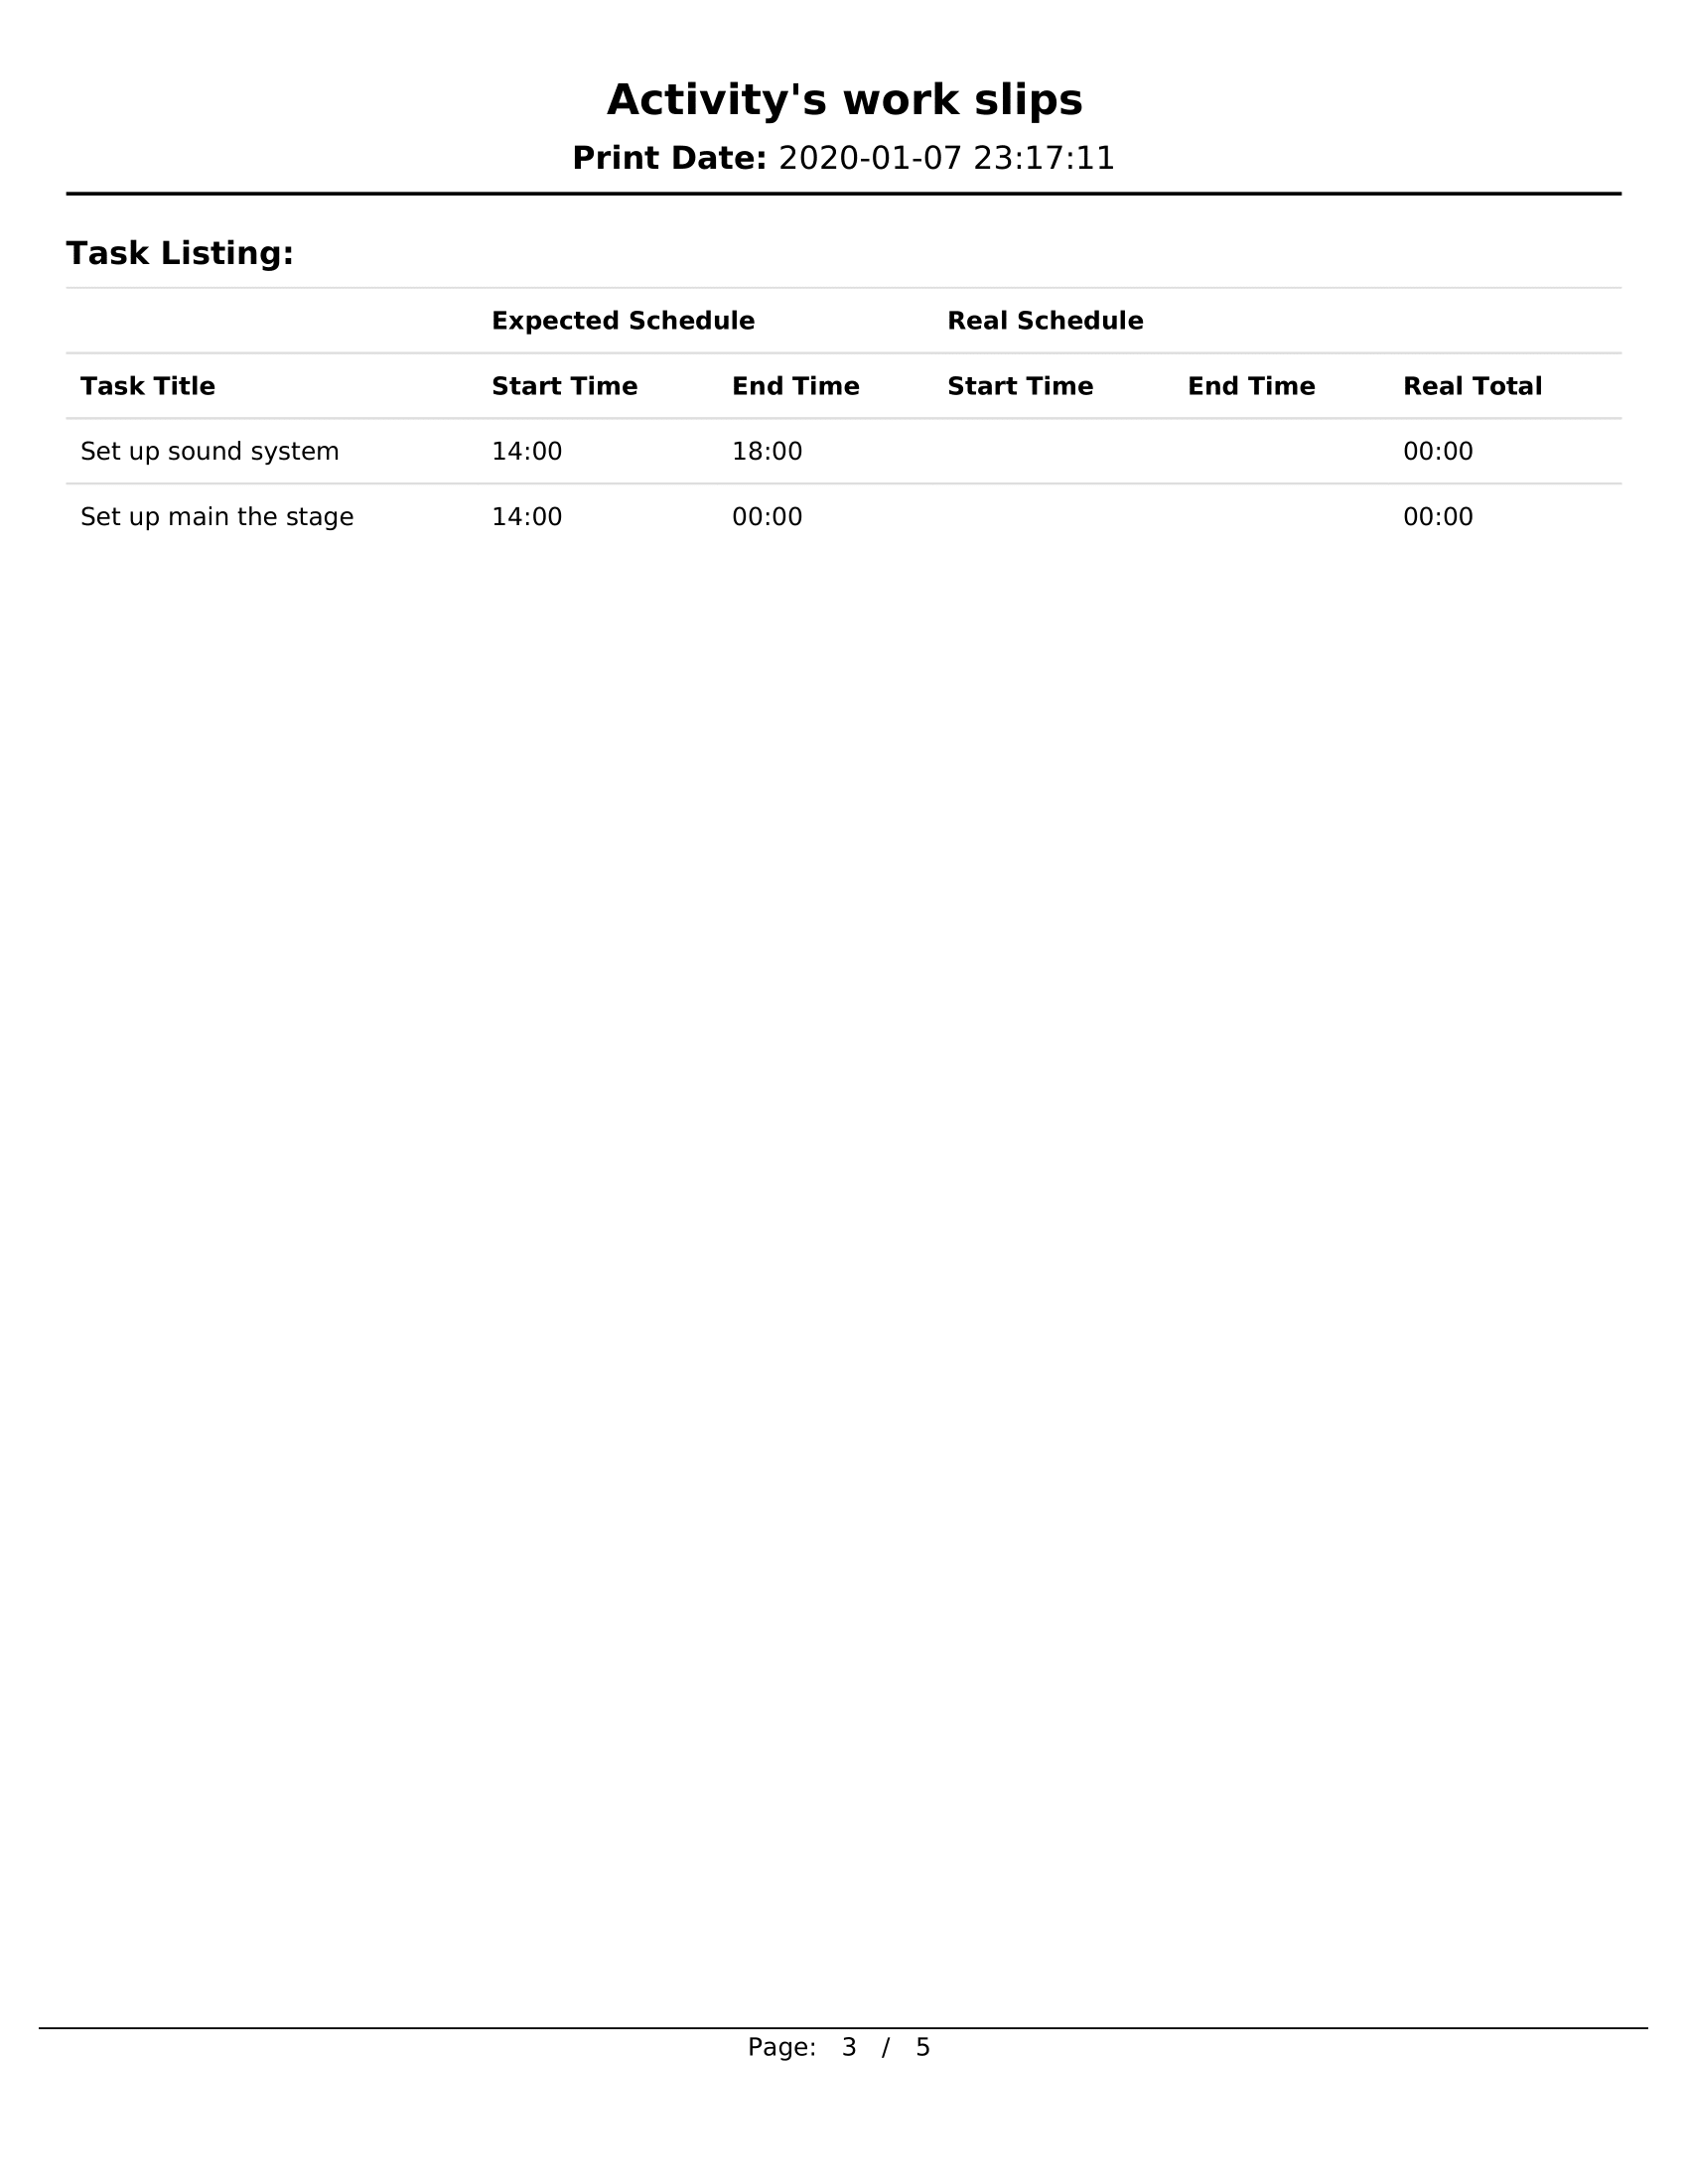 Activity's work slips
Print Date: 2020-01-07 23:17:11
Task Listing:
Expected Schedule Real Schedule
Task Title Start Time End Time Start Time End Time Real Total
Set up sound system 14:00 18:00 00:00
Set up main the stage 14:00 00:00 00:00
Page: 3 / 5